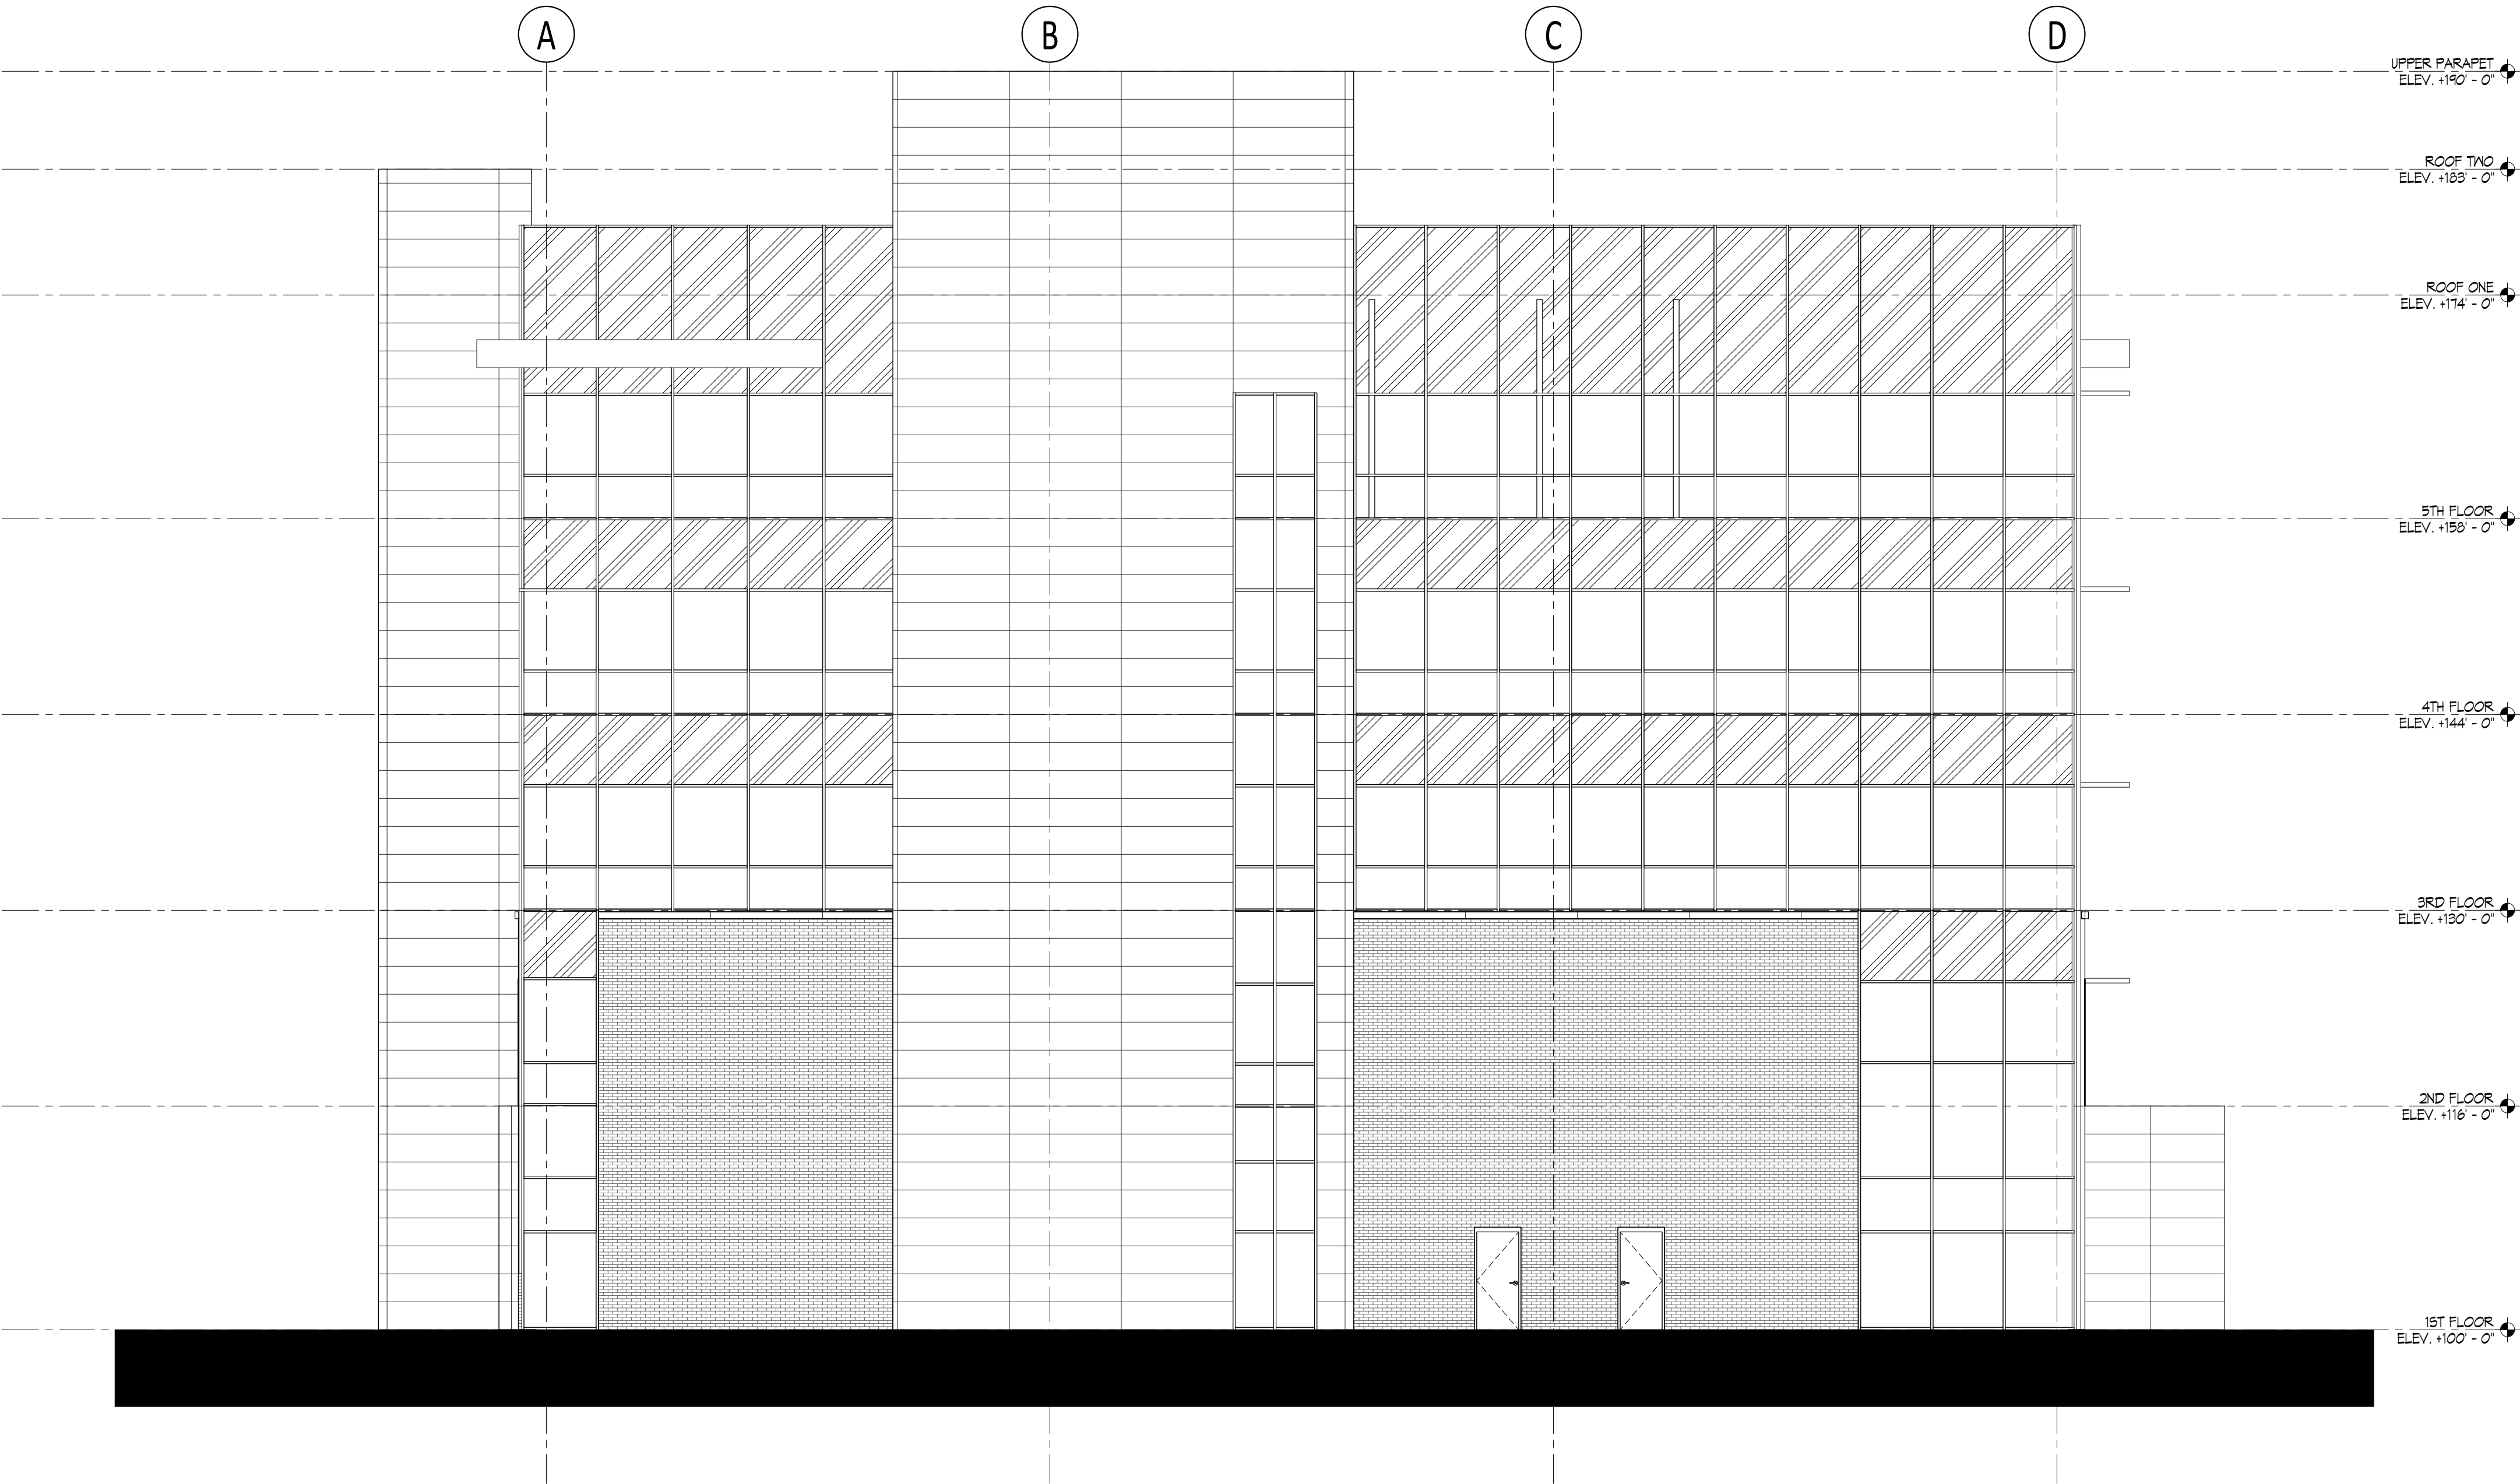 A
B
C
D
UPPER PARAPET
ELEV. +190' - 0"
ROOF TWO
ELEV. +183' - 0"
ROOF ONE
ELEV. +174' - 0"
5TH FLOOR
ELEV. +158' - 0"
4TH FLOOR
ELEV. +144' - 0"
3RD FLOOR
ELEV. +130' - 0"
2ND FLOOR
ELEV. +116' - 0"
1ST FLOOR
ELEV. +100' - 0"